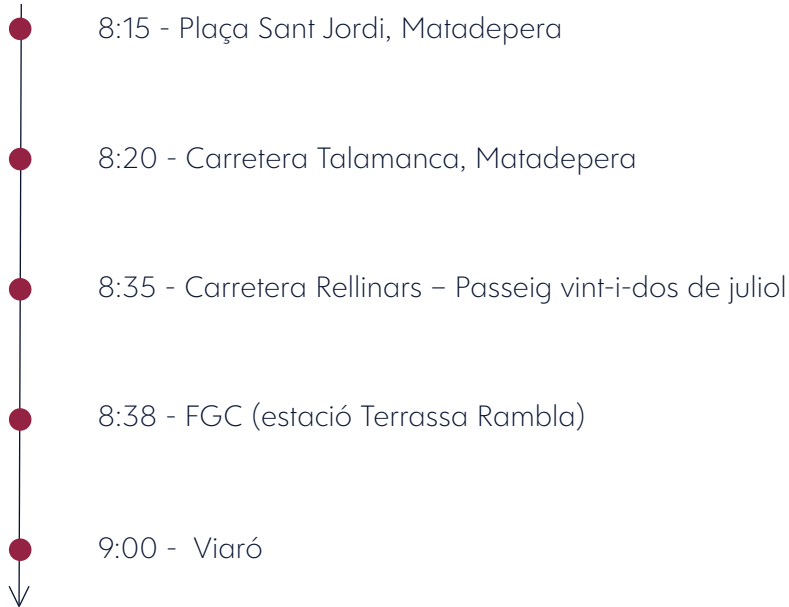 8:15 - Plaça Sant Jordi, Matadepera
8:20 - Carretera Talamanca, Matadepera
8:35 - Carretera Rellinars – Passeig vint-i-dos de juliol
8:38 - FGC (estació Terrassa Rambla)
9:00 - Viaró